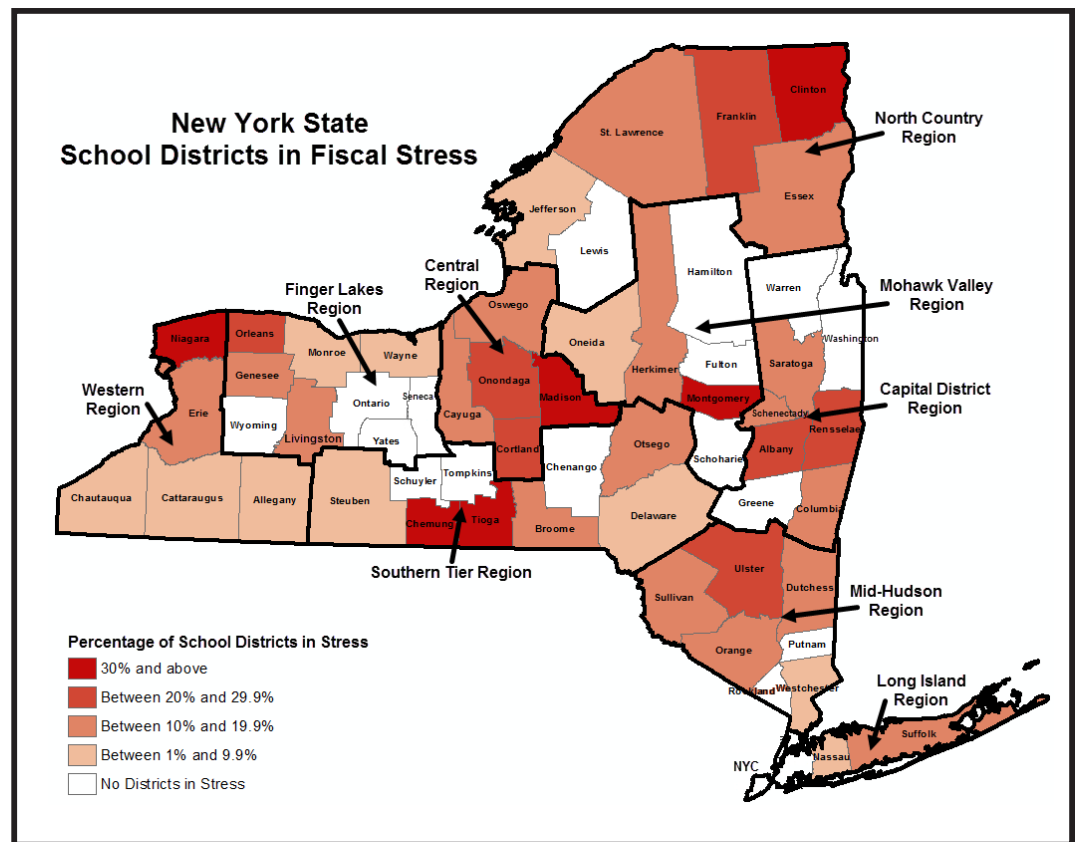 New York State
School Districts in Fiscal Stress
Clinton
Franklin
St. Lawrence
North Country
Region
Essex
Jefferson
Lewis
Hamilton
Central
Region
Warren
Mohawk Valley
Region
Finger Lakes
Region
Oswego
Niagara
Orleans
Monroe
Wayne
Oneida
Washington
Saratoga
Fulton
Herkimer
Genesee
Onondaga
Western
Region
Erie
Ontario
Seneca
Madison
Montgomery
Capital District
Region
Cayuga
Schenectady
Wyoming
Livingston
Yates
Rensselae
Otsego
Cortland
Albany
Schoharie
Chenango
Tompkins
Schuyler
Chautauqua
Cattaraugus
Allegany
Steuben
Greene
Columbia
Delaware
Chemung
Tioga
Broome
Southern Tier Region
Ulster
Dutchess
Sullivan
Mid-Hudson
Region
Putnam
Orange
Rockland
Westchester
Long Island
Region
Suffolk
Nassau
NYC
Percentage of School Districts in Stress
30% and above
Between 20% and 29.9%
Between 10% and 19.9%
Between 1% and 9.9%
No Districts in Stress